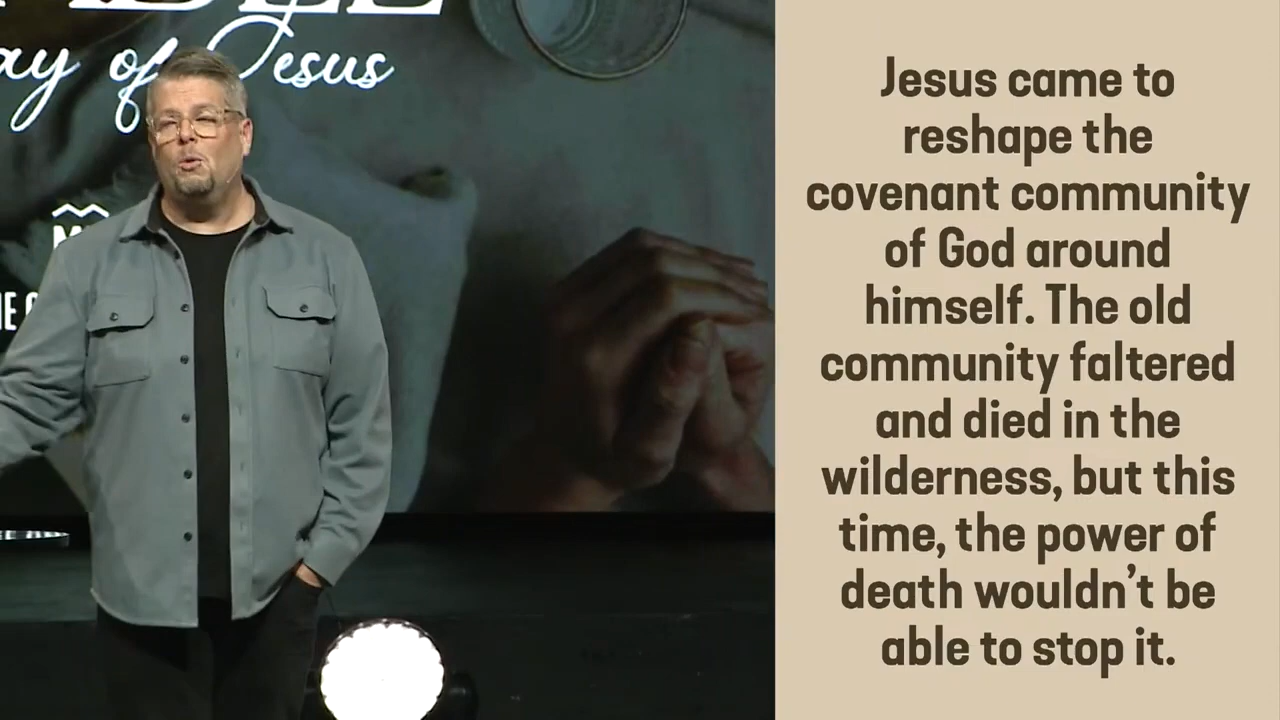 ay of Jesus
Jesus came to
reshape the
covenant community
of God around
himself. The old
community faltered
and died in the
wilderness, but this
time, the power of
death wouldn’t be
able to stop it.